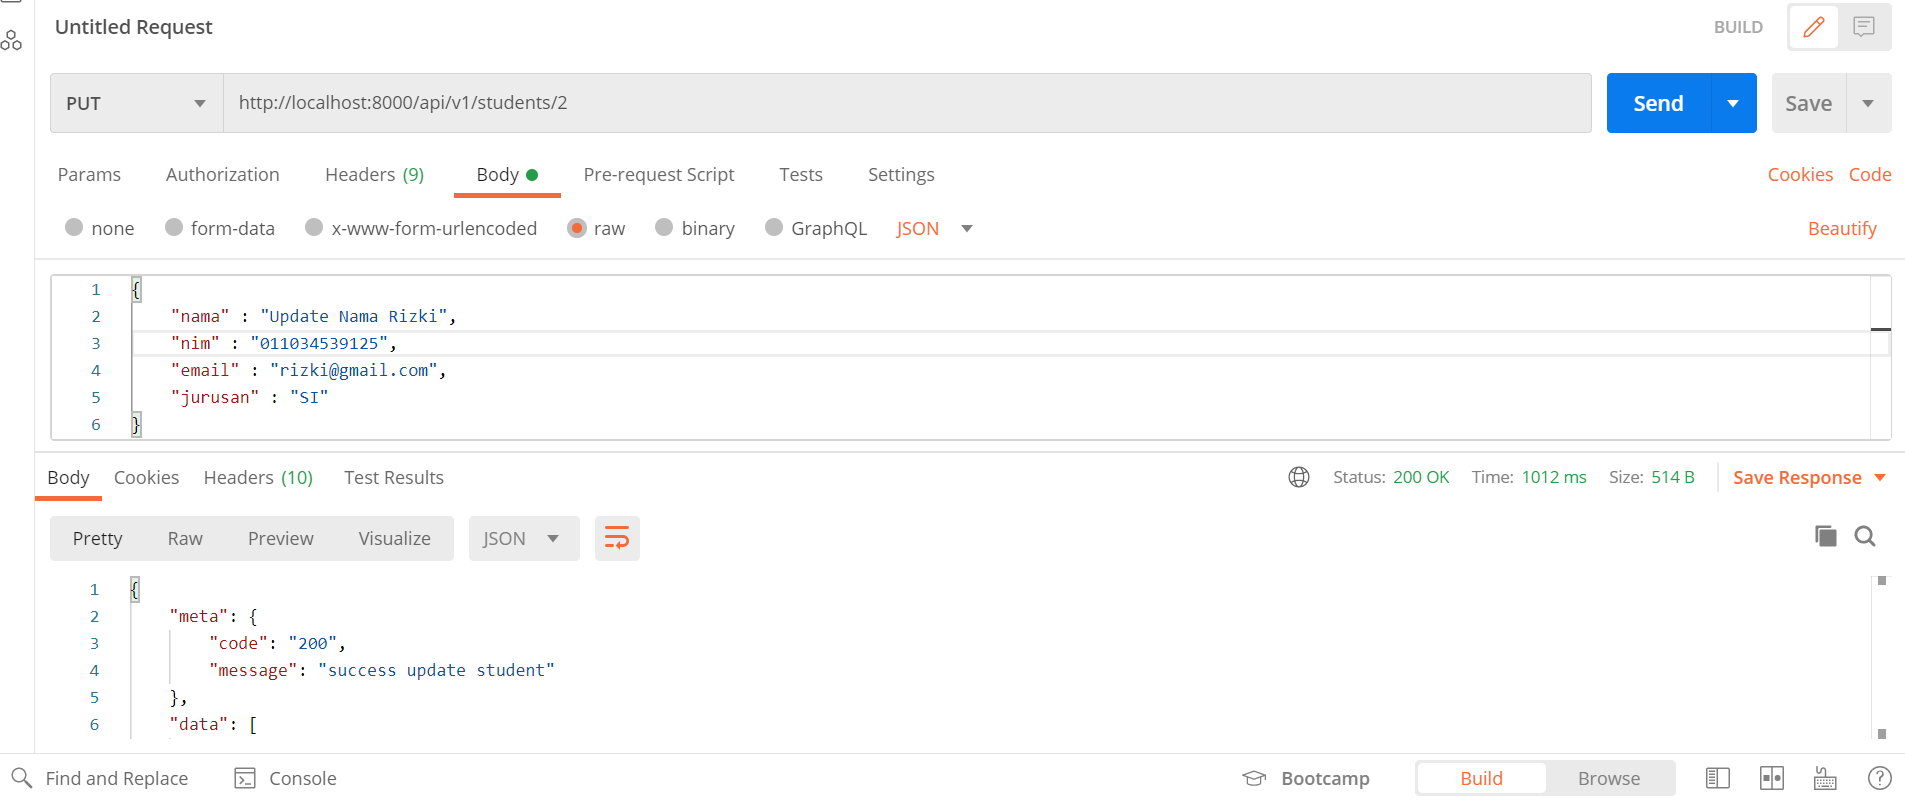 Untitled Request
BUILD
PUT
http://localhost:8000/api/v1/students/2
Send
Save
Params
Authorization
Headers (9)
Body
Pre-request Script
Tests
Settings
Cookies
Code
none
form-data
x-www-form-urlencoded
raw
binary
GraphQL
JSON
Beautify
1 {
2 "nama" : "Update Nama Rizki",
3 "nim" : "011034539125",
4 "email" : "rizki@gmail.com",
5 "jurusan" : "SI"
6 }
Body
Cookies
Headers (10)
Test Results
Status: 200 OK
Time: 1012 ms
Size: 514 B
Save Response
Pretty
Raw
Preview
Visualize
JSON
1 {
2 "meta": {
3 "code": "200",
4 "message": "success update student"
5 },
6 "data": [
Find and Replace
Console
Bootcamp
Build
Browse